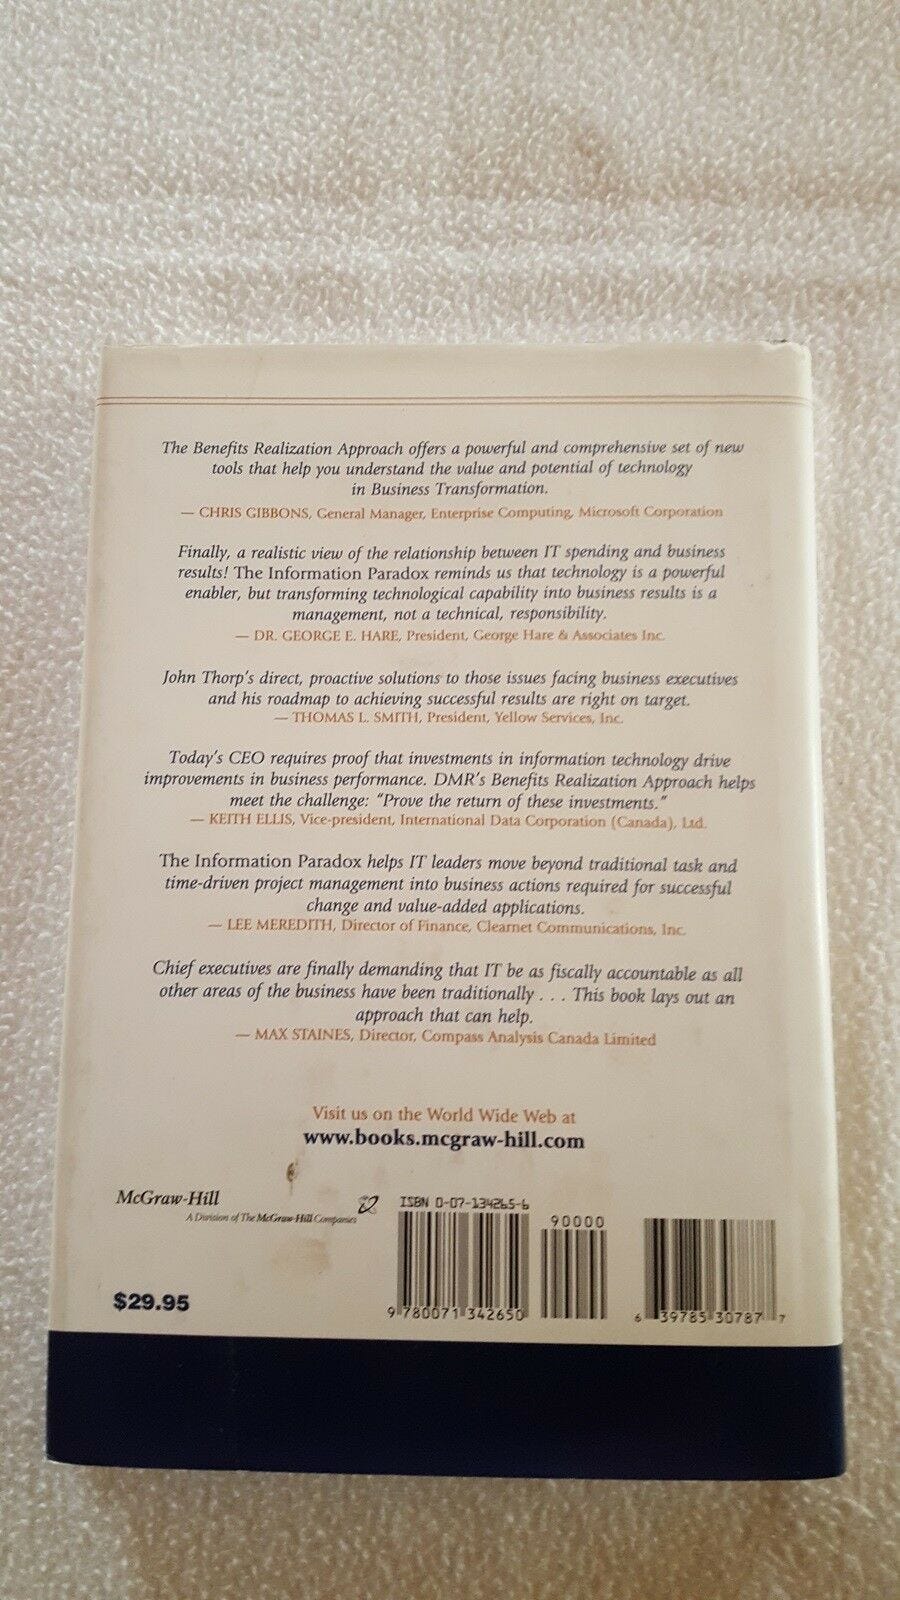 The Benefits Realization Approach offers a powerful and comprehensive set of new
tools that help you understand the value and potential of technology
in Business Transformation.
— CHRIS GIBBONS, General Manager, Enterprise Computing, Microsoft Corporation
Finally, a realistic view of the relationship between IT spending and business
results! The Information Paradox reminds us that technology is a powerful
enabler, but transforming technological capability into business results is a
management, not a technical, responsibility.
— DR. GEORGE E. HARE, President, George Hare & Associates Inc.
John Thorp's direct, proactive solutions to those issues facing business executives
and his roadmap to achieving successful results are right on target.
— THOMAS L. SMITH, President, Yellow Services, Inc.
Today's CEO requires proof that investments in information technology drive
improvements in business performance. DMR's Benefits Realization Approach helps
meet the challenge: "Prove the return of these investments."
— KEITH ELLIS, Vice-president, International Data Corporation (Canada), Ltd.
The Information Paradox helps IT leaders move beyond traditional task and
time-driven project management into business actions required for successful
change and value-added applications.
— LEE MEREDITH, Director of Finance, Clearnet Communications, Inc.
Chief executives are finally demanding that IT be as fiscally accountable as all
other areas of the business have been traditionally . . . This book lays out an
approach that can help.
— MAX STAINES, Director, Compass Analysis Canada Limited
Visit us on the World Wide Web at
www.books.mcgraw-hill.com
McGraw-Hill
A Division of The McGraw-Hill Companies
$29.95
ISBN 0-07-134265-6
90000
9 780071 342650
6 39785 30787 7